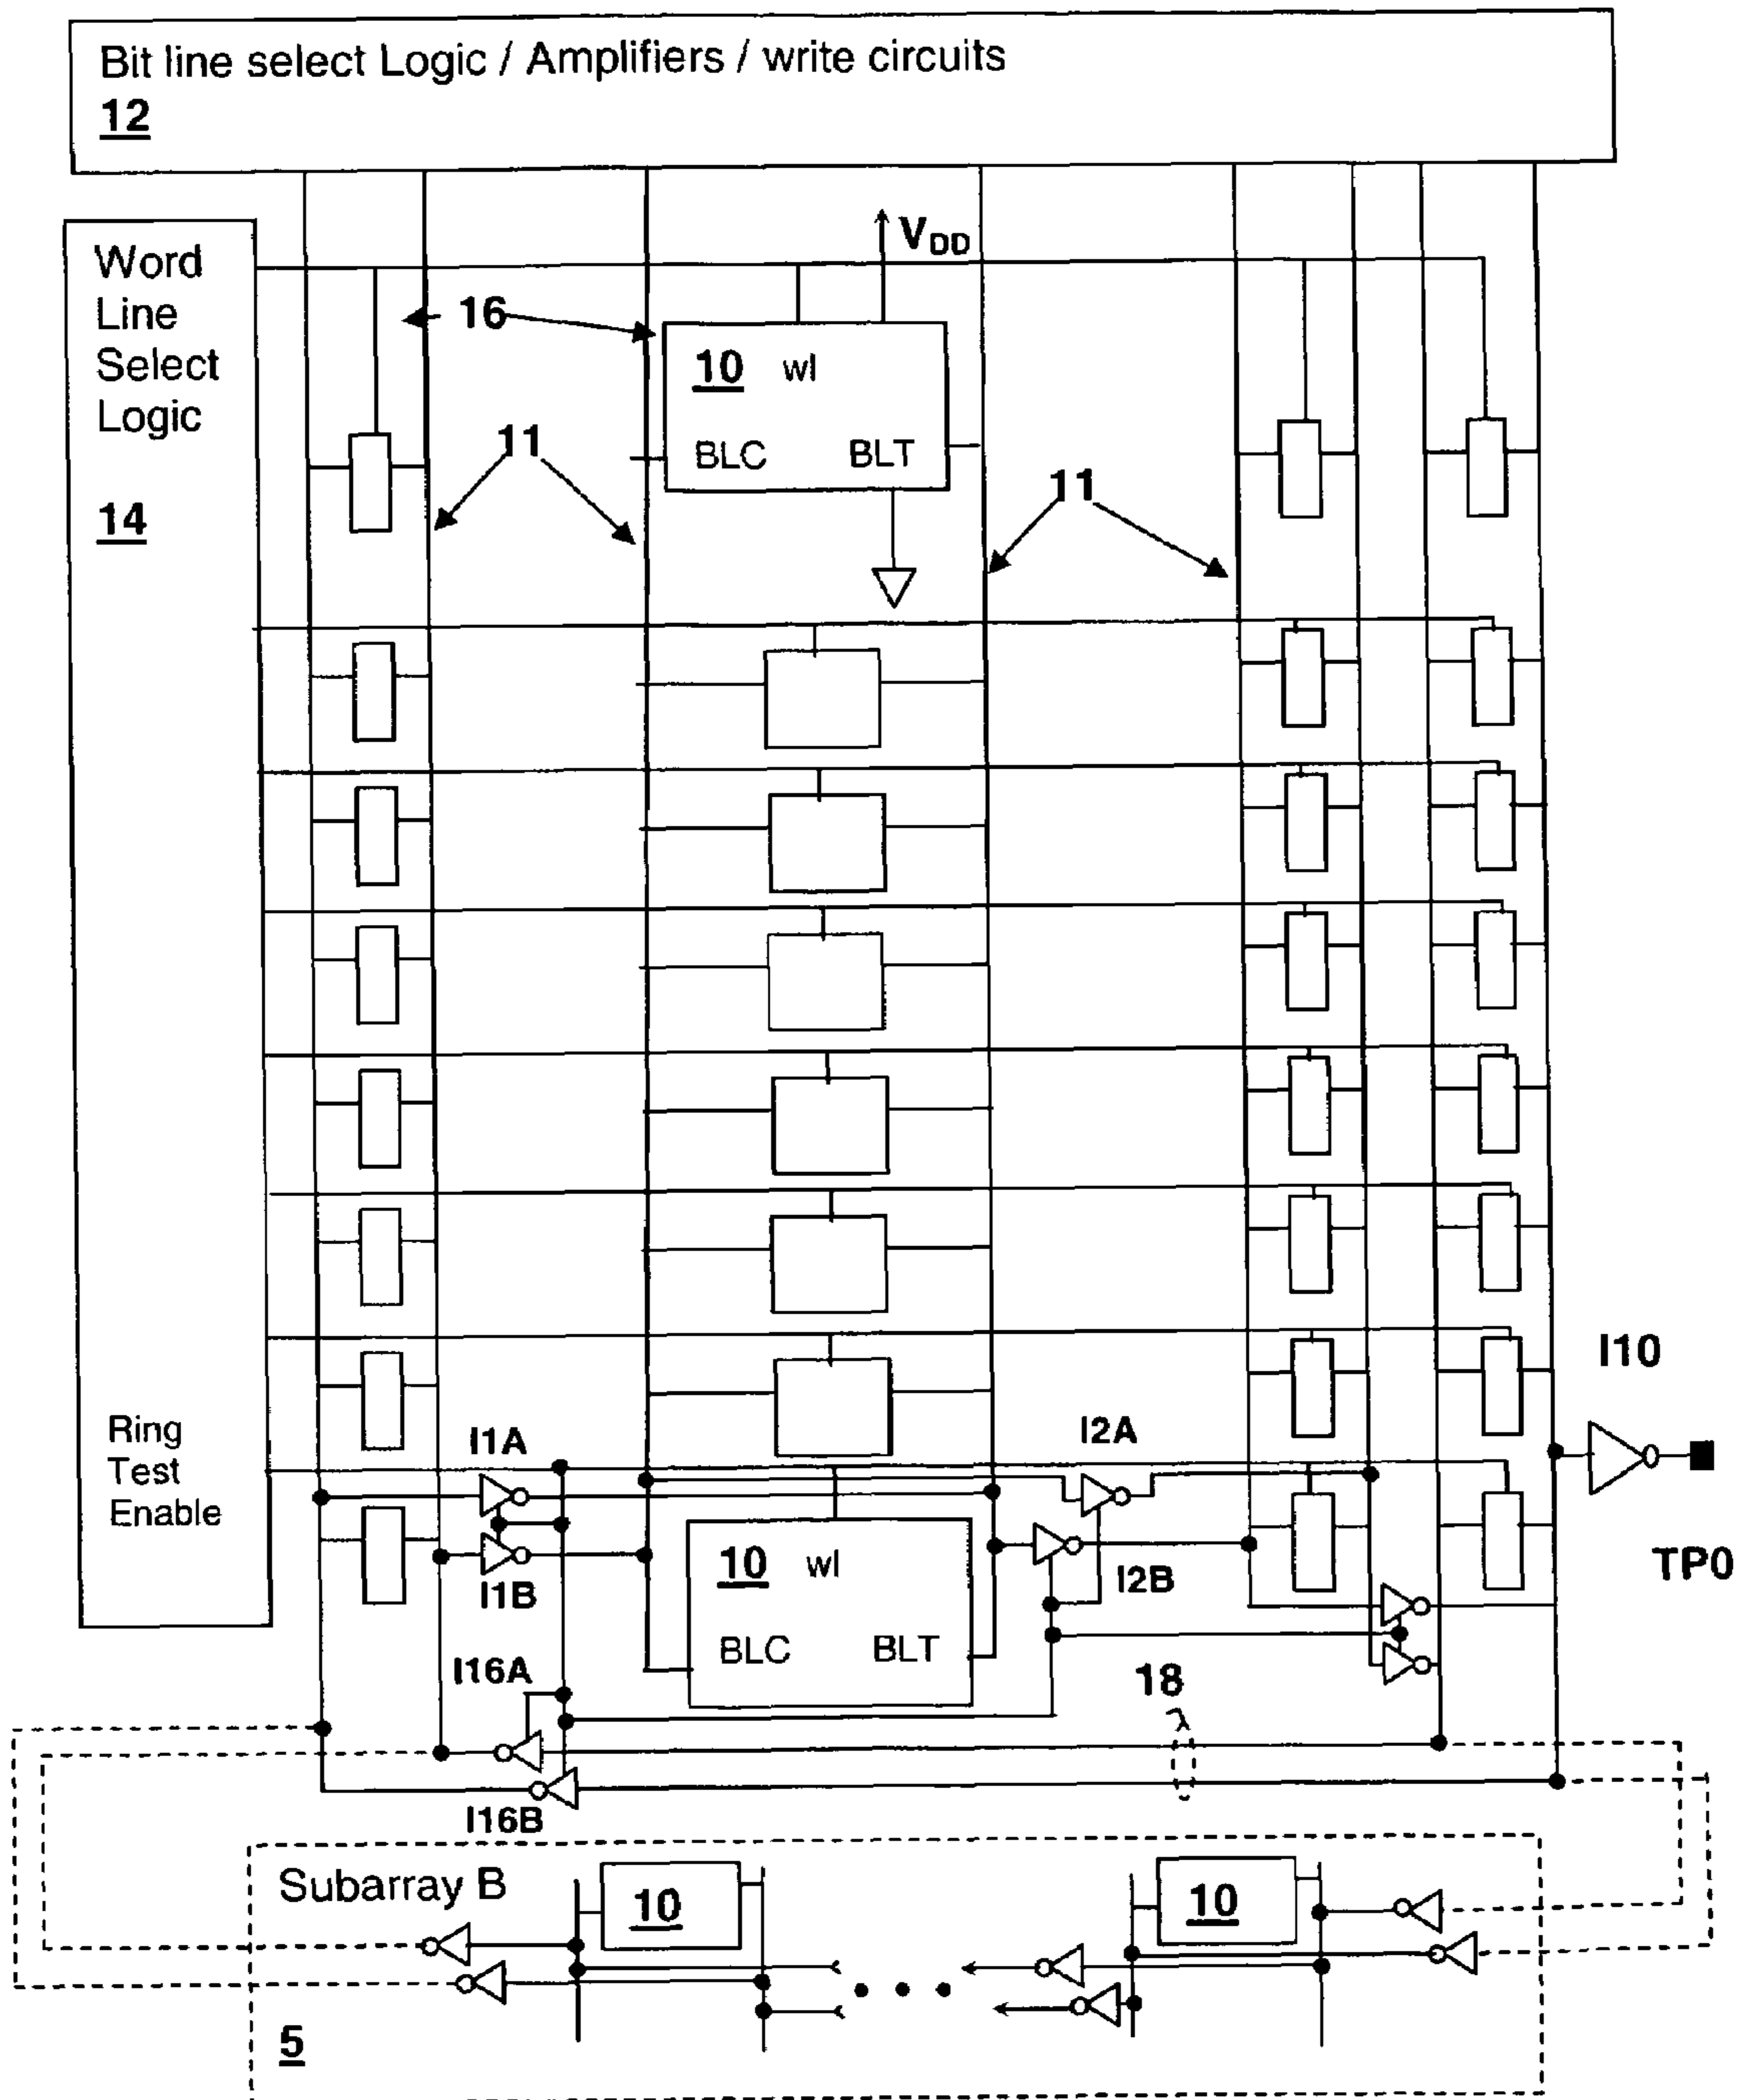 Bit line select Logic / Amplifiers / write circuits
12
Word
Line
Select
Logic
14
V_DD
16
10 wl
BLC BLT
11
11
I10
Ring
Test
Enable
I1A
I2A
10 wl
I1B
I2B
TP0
BLC BLT
I16A
18
I16B
Subarray B
10
10
5